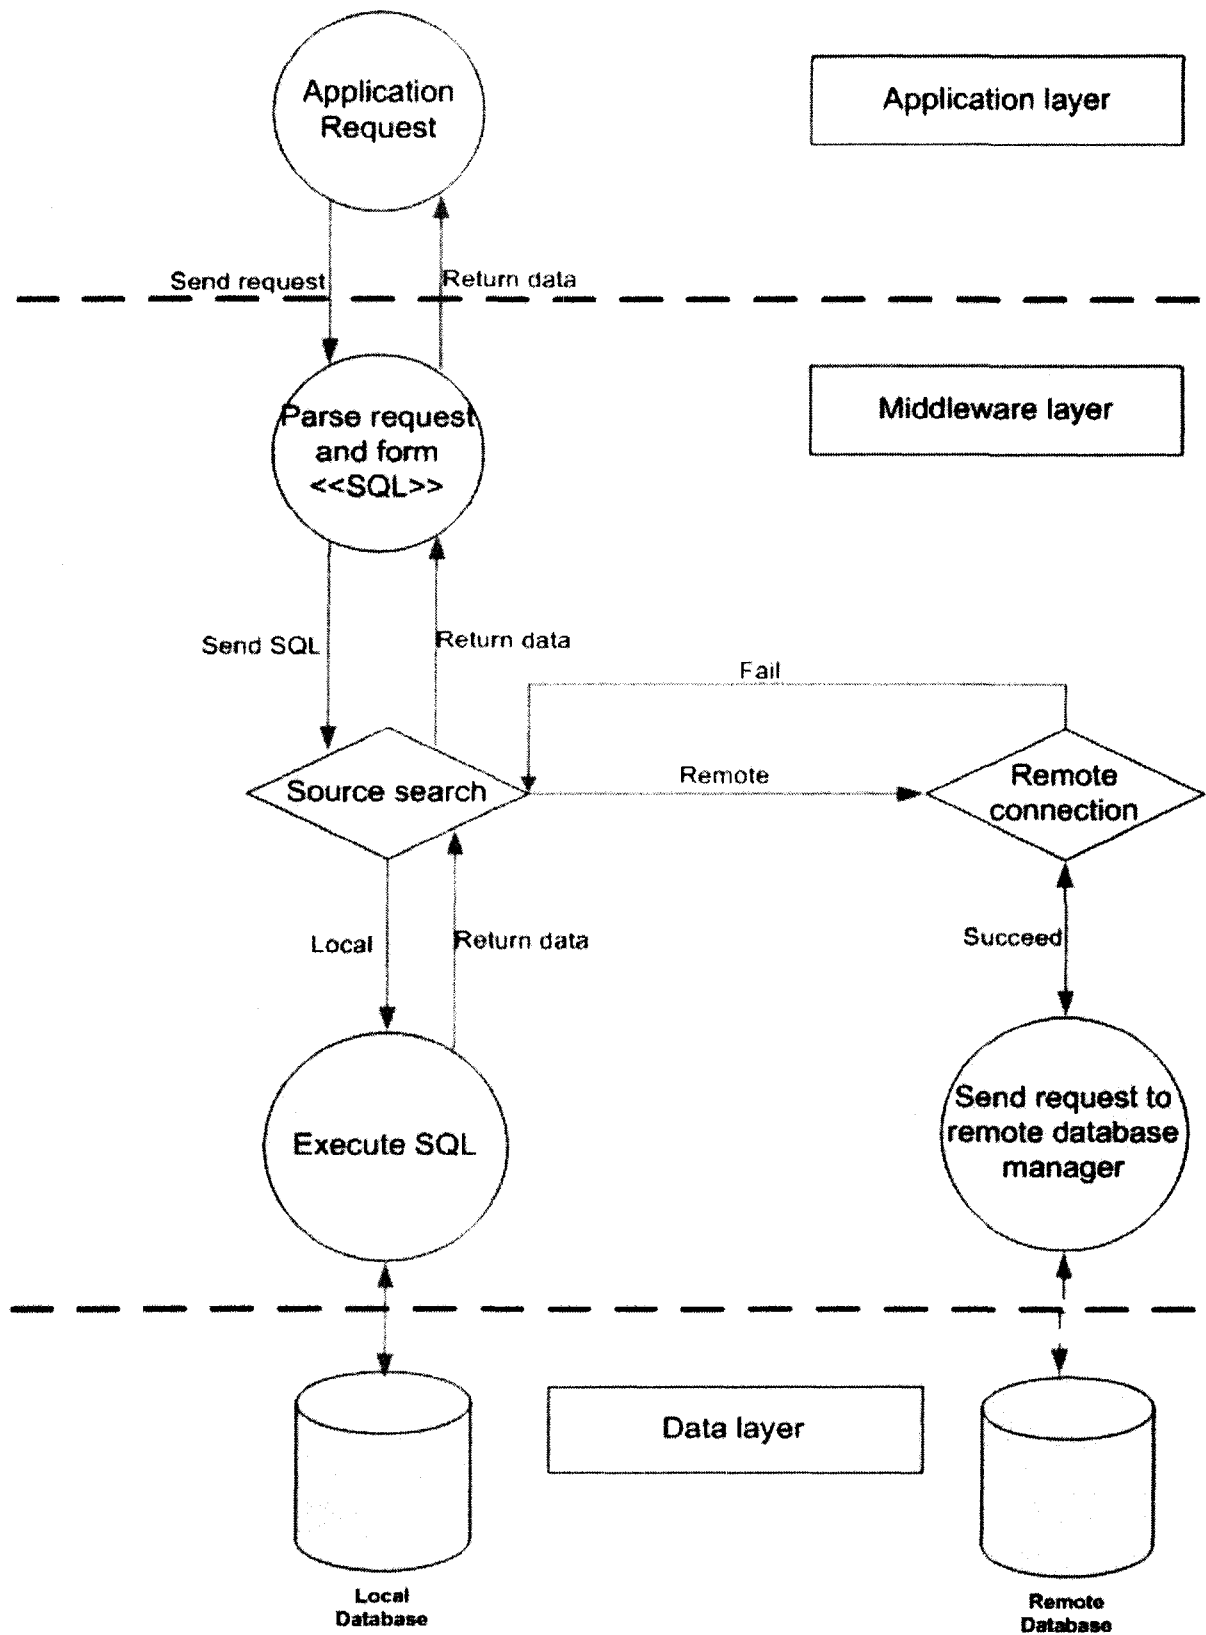 Application
Request
Application layer
Send request
Return data
Parse request
and form
<<SQL>>
Middleware layer
Send SQL
Return data
Fail
Source search
Remote
Remote
connection
Local
Return data
Succeed
Execute SQL
Send request to
remote database
manager
Data layer
Local
Database
Remote
Database